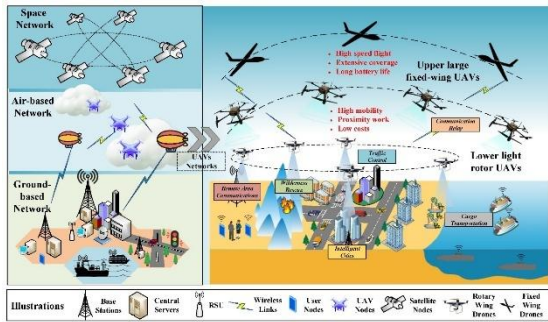 Space Network
Air-based
Network
Ground-based
Network
UAVs
Networks
• High speed flight
• Extensive coverage
• Long battery life
Upper large
fixed-wing UAVs
• High mobility
• Proximity work
• Low costs
Communication
Relay
Lower light
rotor UAVs
Traffic
Control
Remote Area
Communications
Wilderness
Rescue
Intelligent
Cities
Cargo
Transportation
Illustrations
Base
Stations
Central
Servers
RSU
Wireless
Links
User
Nodes
UAV
Nodes
Satellite
Nodes
Rotary
Wing
Drones
Fixed
Wing
Drones